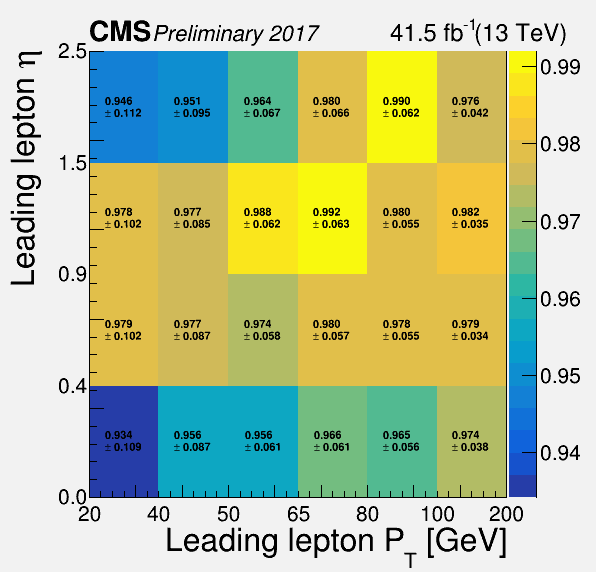 CMS Preliminary 2017 41.5 fb⁻¹(13 TeV)
Leading lepton η
2.5
1.5
0.9
0.4
0.0
0.946 0.951 0.964 0.980 0.990 0.976
± 0.112 ± 0.095 ± 0.067 ± 0.066 ± 0.062 ± 0.042
0.978 0.977 0.988 0.992 0.980 0.982
± 0.102 ± 0.085 ± 0.062 ± 0.063 ± 0.055 ± 0.035
0.979 0.977 0.974 0.980 0.978 0.979
± 0.102 ± 0.087 ± 0.058 ± 0.057 ± 0.055 ± 0.034
0.934 0.956 0.956 0.966 0.965 0.974
± 0.109 ± 0.087 ± 0.061 ± 0.061 ± 0.056 ± 0.038
20 40 50 65 80 100 200
Leading lepton P_T [GeV]
0.99
0.98
0.97
0.96
0.95
0.94